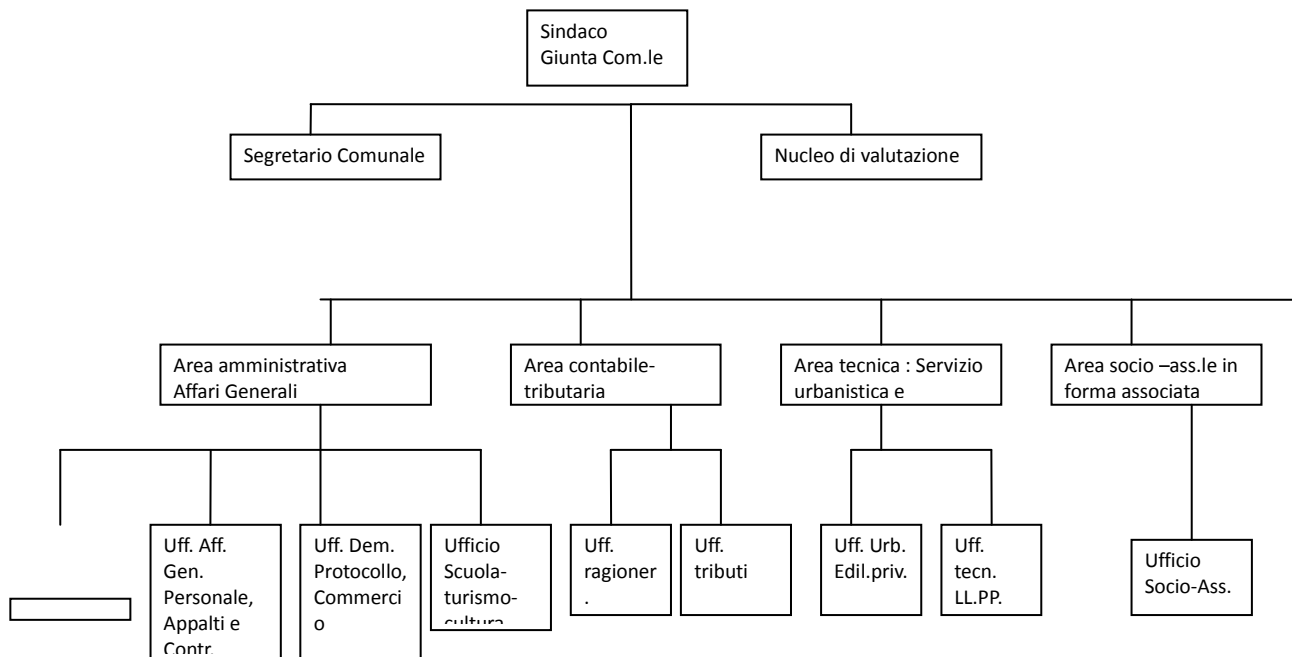 Sindaco
Giunta Com.le
Segretario Comunale
Nucleo di valutazione
Area amministrativa
Affari Generali
Area contabile-
tributaria
Area tecnica : Servizio
urbanistica e
Area socio –ass.le in
forma associata
Uff. Aff.
Gen.
Personale,
Appalti e
Contr.
Uff. Dem.
Protocollo,
Commerci
o
Ufficio
Scuola-
turismo-
cultura
Uff.
ragioner
.
Uff.
tributi
Uff. Urb.
Edil.priv.
Uff.
tecn.
LL.PP.
Ufficio
Socio-Ass.